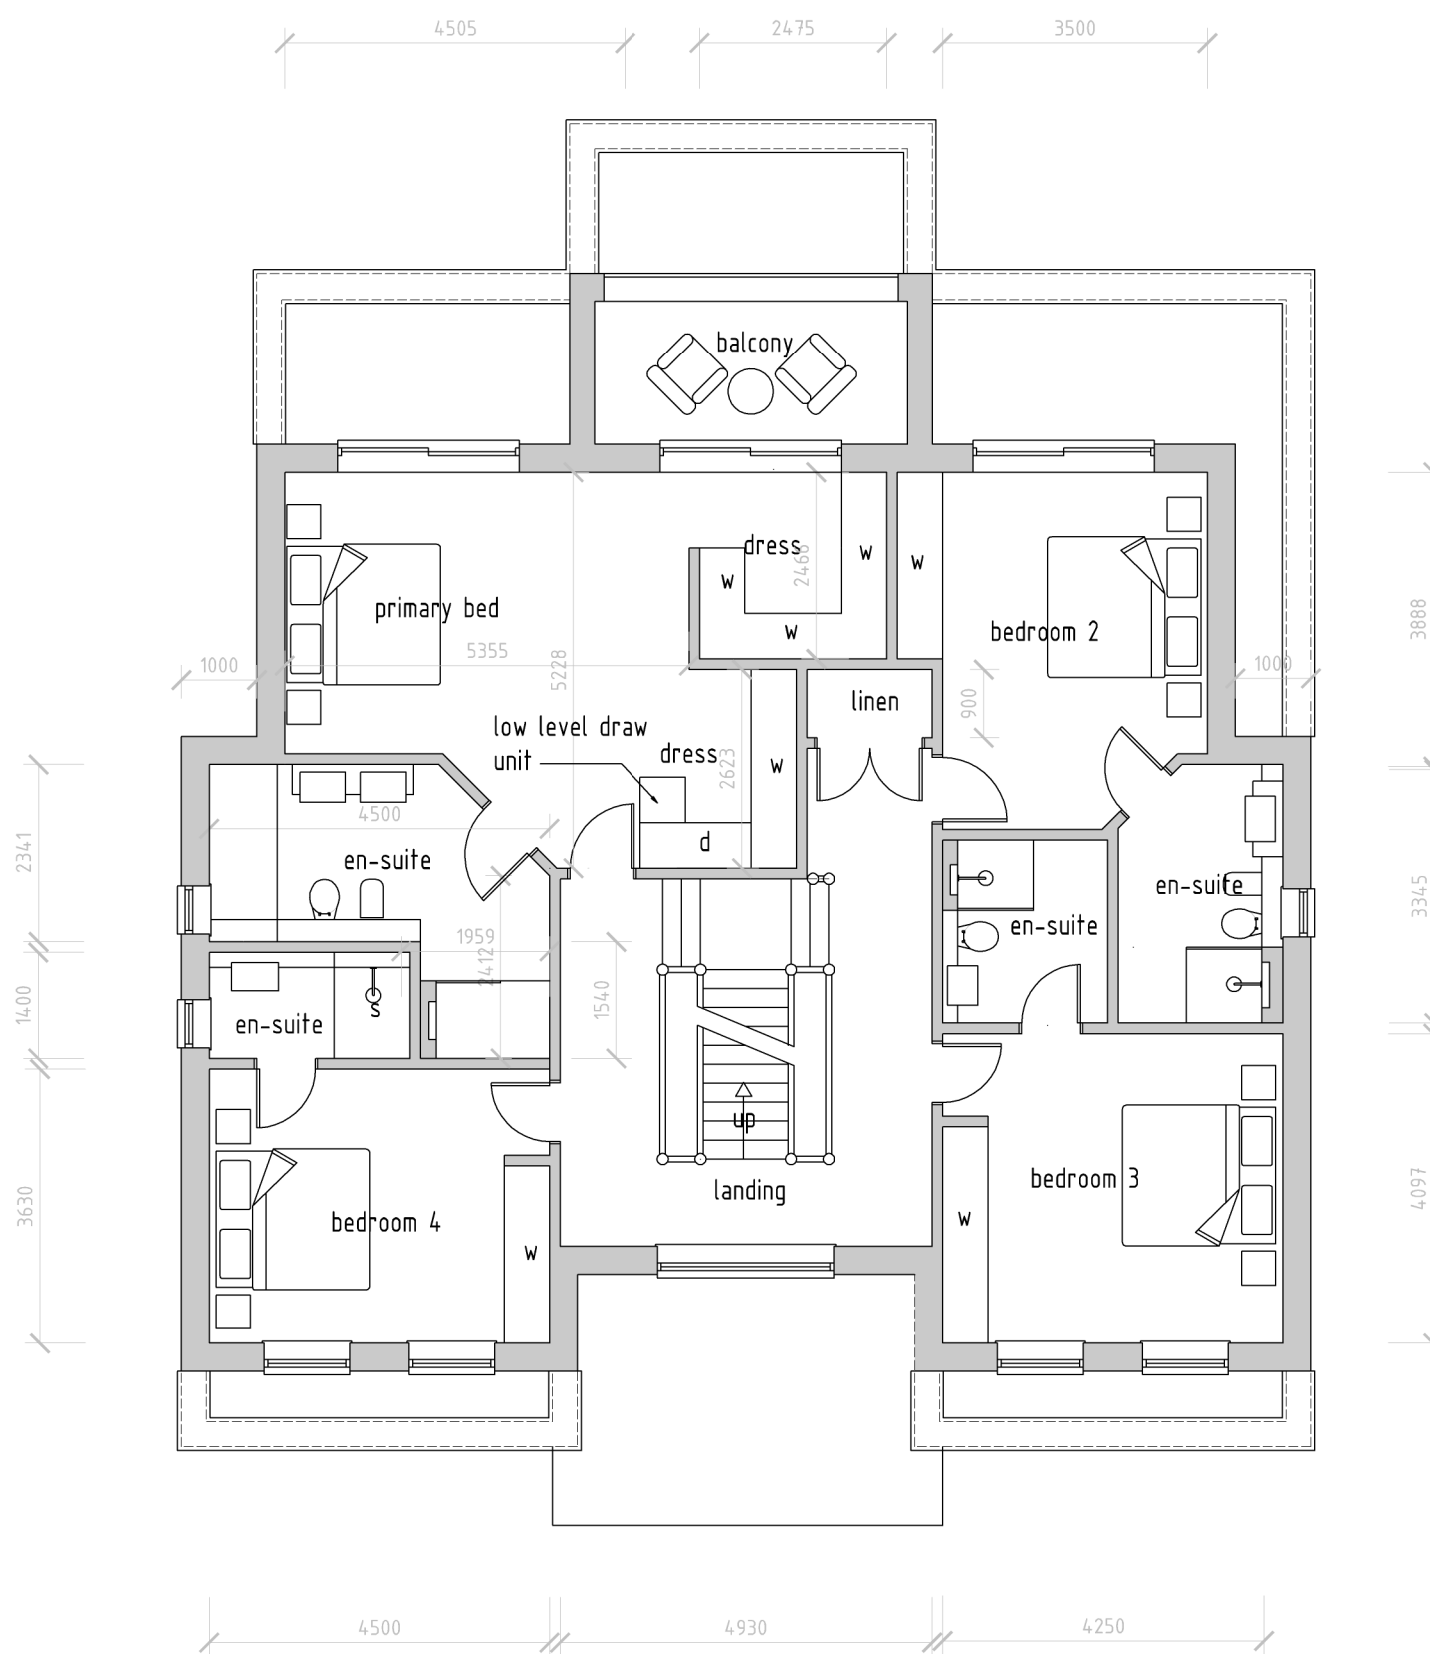 4505
2475
3500
balcony
dress
w
w
w
w
2466
primary bed
bedroom 2
3888
5355
5228
1000
1000
linen
900
low level draw
unit
dress
2623
w
d
4500
2341
en-suite
en-suite
en-suite
3345
1959
2412
1540
1400
en-suite
s
up
landing
bedroom 3
w
4097
3630
bedroom 4
w
4500
4930
4250